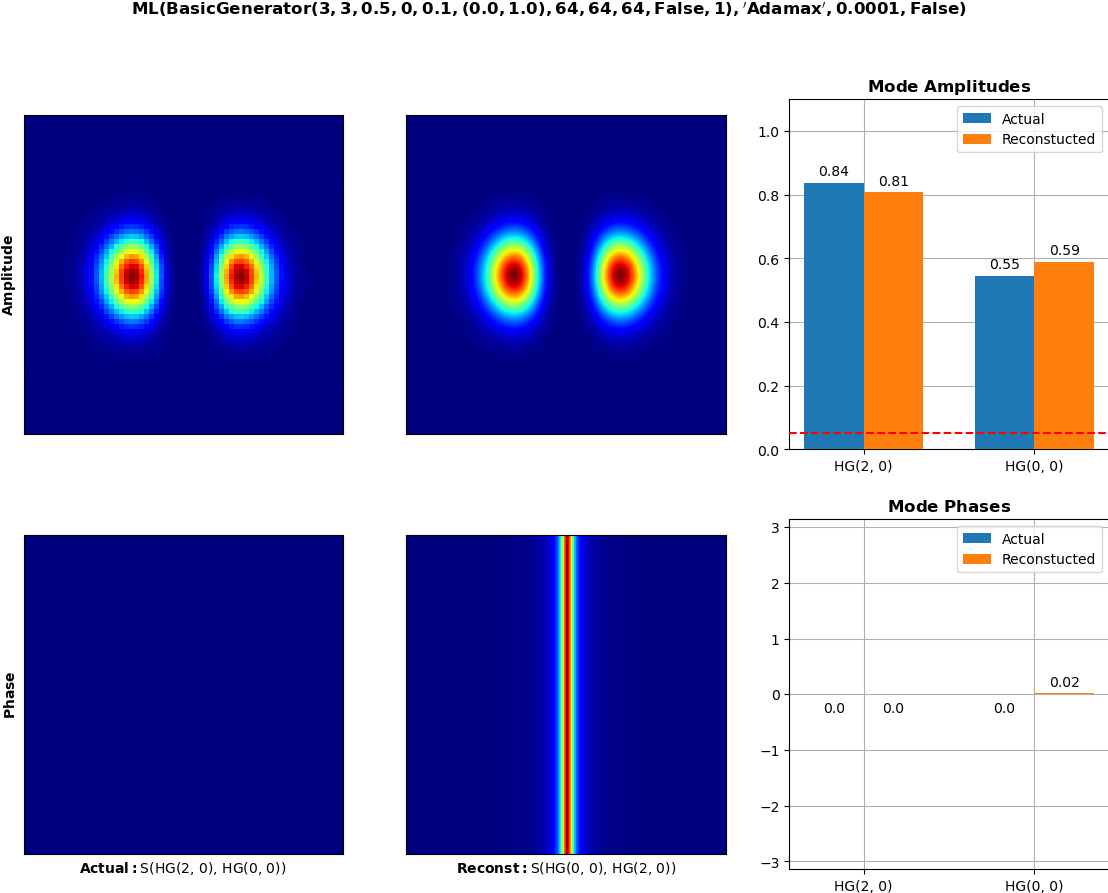 ML(BasicGenerator(3, 3, 0.5, 0, 0.1, (0.0, 1.0), 64, 64, 64, False, 1), ′Adamax′, 0.0001, False)
Amplitude
Mode Amplitudes
Actual
Reconstucted
1.0
0.8
0.6
0.4
0.2
0.0
0.84
0.81
0.55
0.59
HG(2, 0)
HG(0, 0)
Phase
Actual: S(HG(2, 0), HG(0, 0))
Reconst: S(HG(0, 0), HG(2, 0))
Mode Phases
Actual
Reconstucted
3
2
1
0
−1
−2
−3
0.0
0.0
0.0
0.02
HG(2, 0)
HG(0, 0)